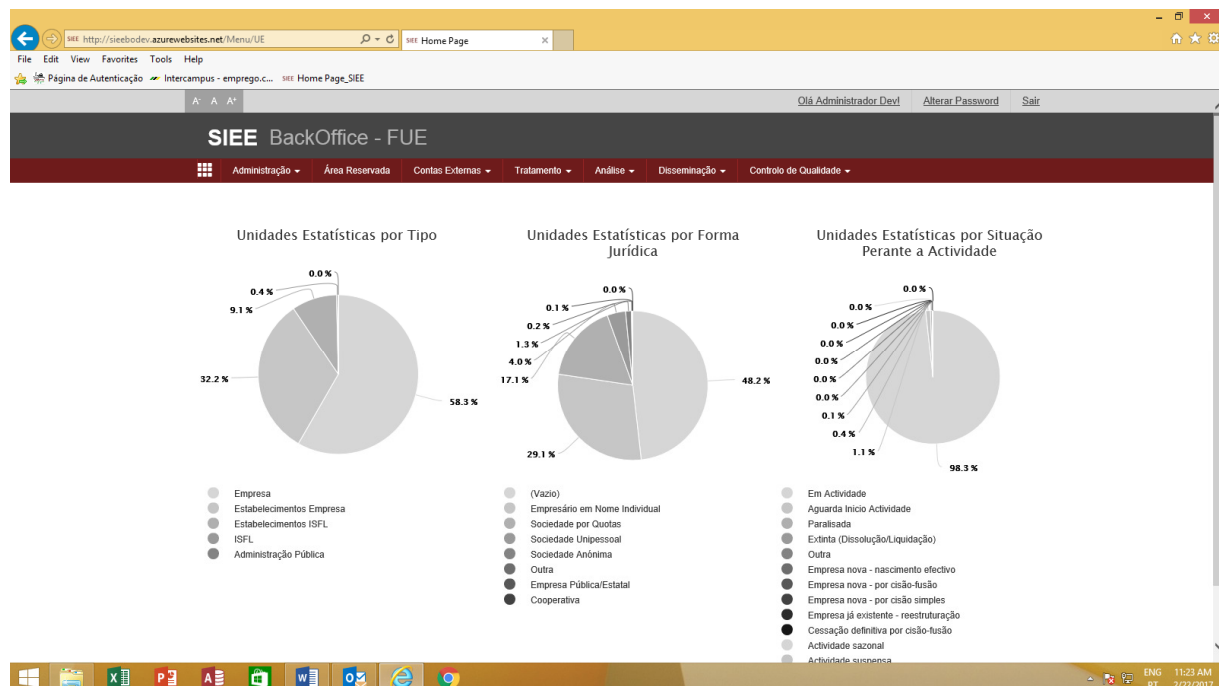 http://sieebodev.azurewebsites.net/Menu/UE
SIEE Home Page
File Edit View Favorites Tools Help
Página de Autenticação Intercampus - emprego.c... SIEE Home Page_SIEE
A- A A+ Olá Administrador Dev! Alterar Password Sair
SIEE BackOffice - FUE
Administração Área Reservada Contas Externas Tratamento Análise Disseminação Controlo de Qualidade
Unidades Estatísticas por Tipo
0.0 %
0.4 %
9.1 %
32.2 %
58.3 %
Empresa
Estabelecimentos Empresa
Estabelecimentos ISFL
ISFL
Administração Pública
Unidades Estatísticas por Forma
Jurídica
0.0 %
0.1 %
0.2 %
1.3 %
4.0 %
17.1 %
48.2 %
29.1 %
(Vazio)
Empresário em Nome Individual
Sociedade por Quotas
Sociedade Unipessoal
Sociedade Anónima
Outra
Empresa Pública/Estatal
Cooperativa
Unidades Estatísticas por Situação
Perante a Actividade
0.0 %
0.0 %
0.0 %
0.0 %
0.0 %
0.0 %
0.0 %
0.1 %
0.4 %
1.1 %
98.3 %
Em Actividade
Aguarda Inicio Actividade
Paralisada
Extinta (Dissolução/Liquidação)
Outra
Empresa nova - nascimento efectivo
Empresa nova - por cisão-fusão
Empresa nova - por cisão simples
Empresa já existente - reestruturação
Cessação definitiva por cisão-fusão
Actividade sazonal
Actividade suspensa
ENG 11:23 AM
PT 2/22/2017